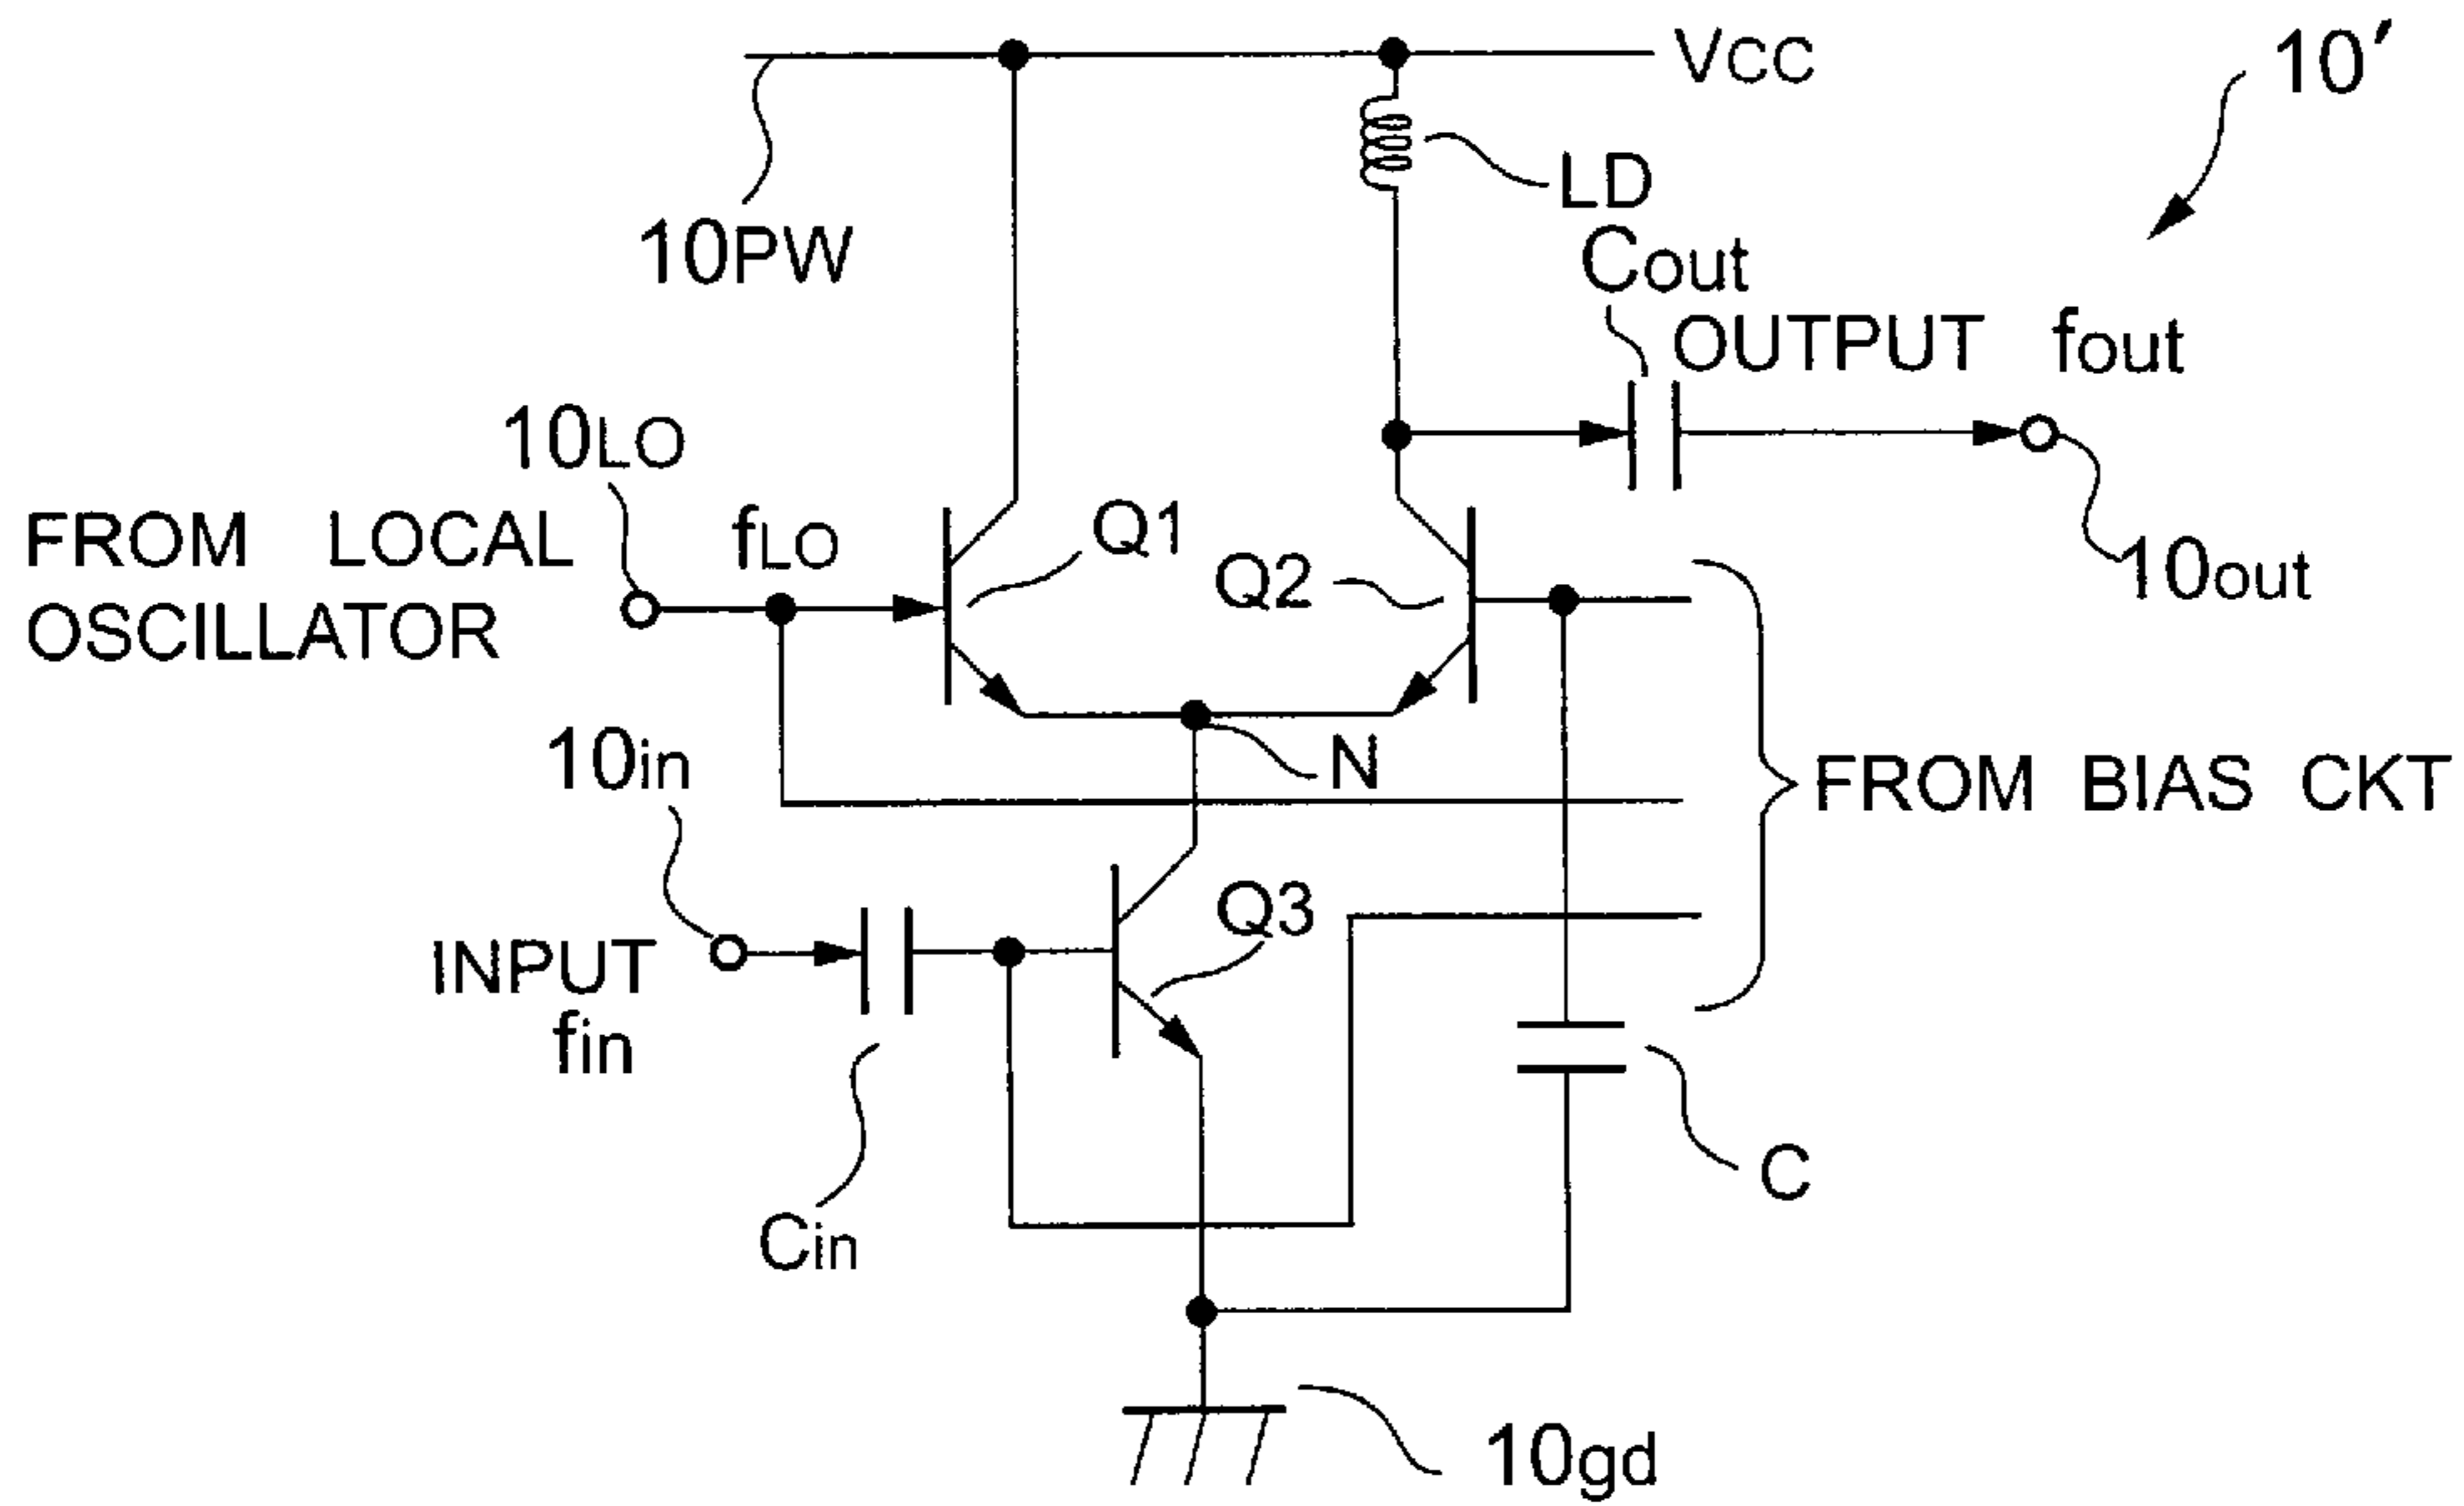 VCC
10′
LD
10PW
Cout
OUTPUT fout
10LO
FROM LOCAL
OSCILLATOR
fLO
Q1
Q2
10out
10in
N
FROM BIAS CKT
INPUT
fin
Q3
Cin
C
10gd